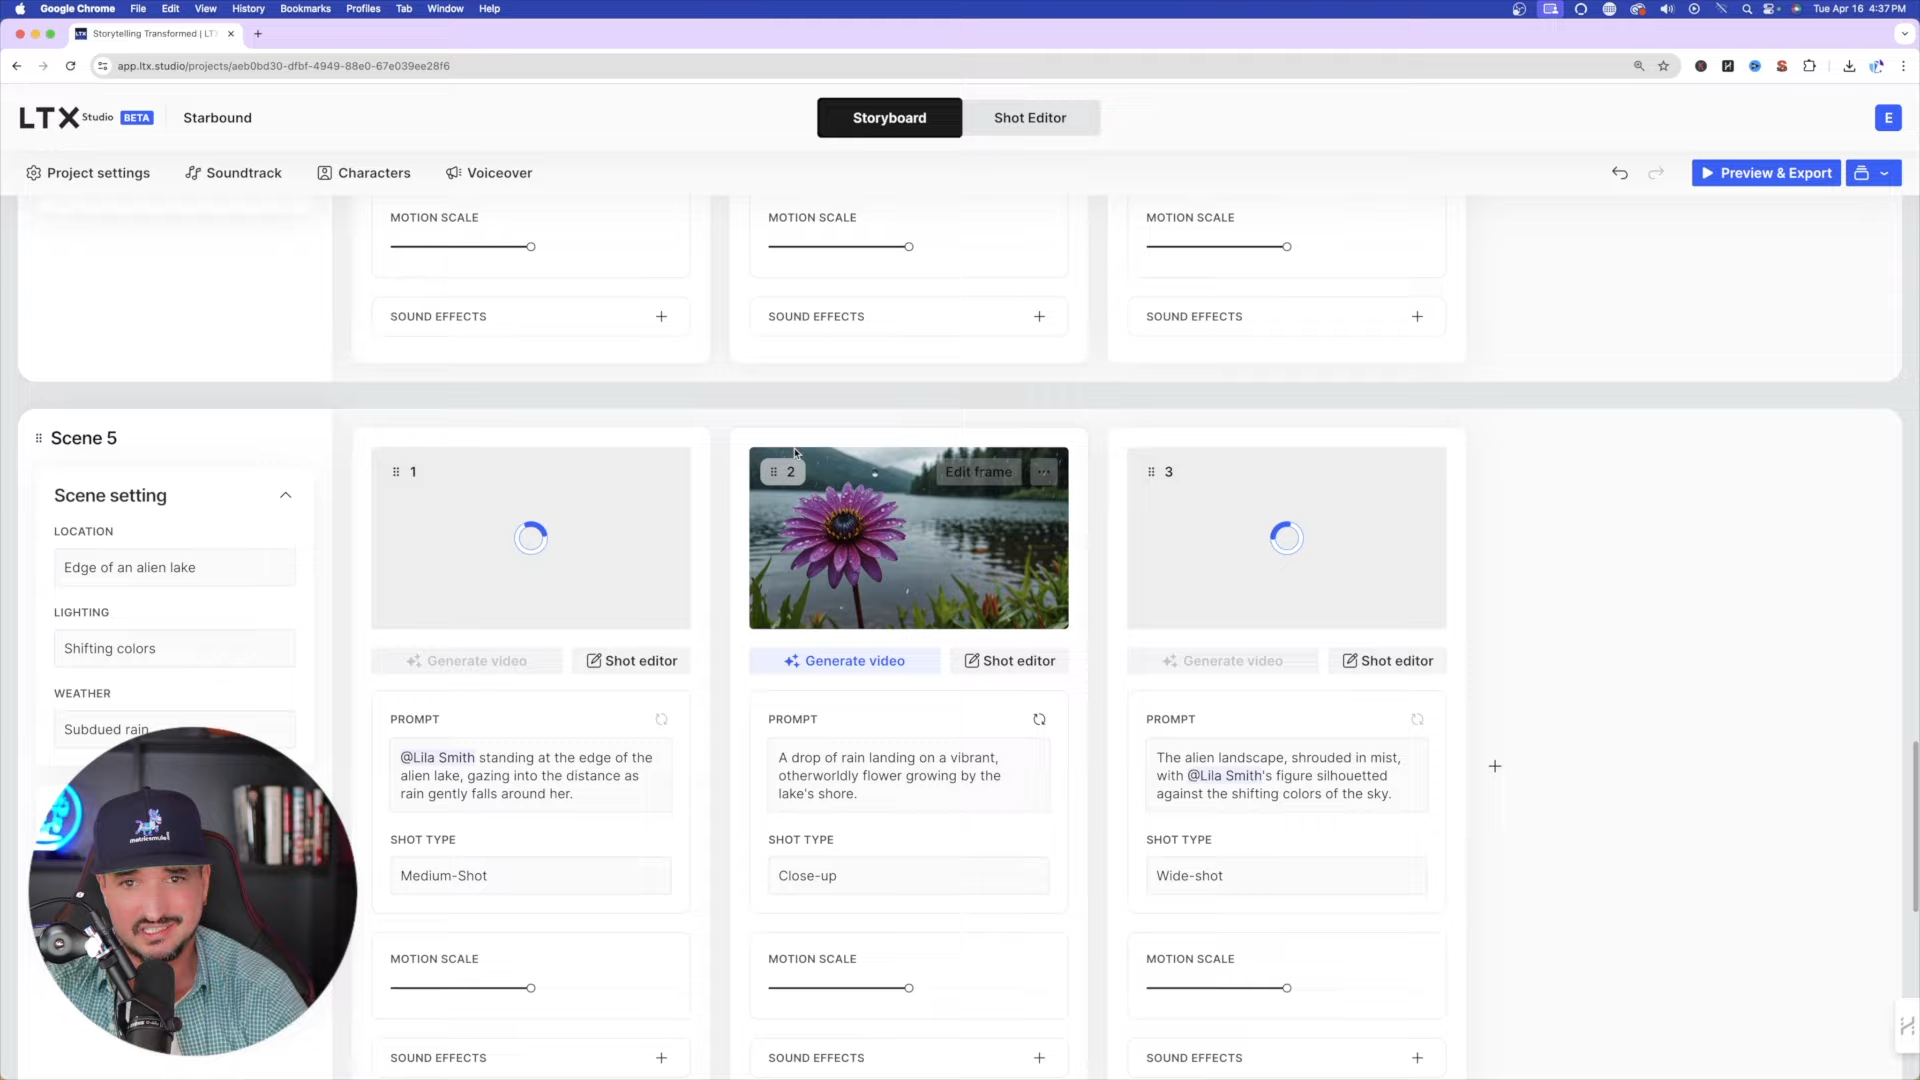 Google Chrome File Edit View History Bookmarks Profiles Tab Window Help Tue Apr 16 4:37 PM
LTX Storytelling Transformed | LT
app.ltx.studio/projects/aeb0bd30-dfbf-4949-88e0-67e039ee28f6
LTX Studio BETA Starbound Storyboard Shot Editor E
Project settings Soundtrack Characters Voiceover Preview & Export
MOTION SCALE MOTION SCALE MOTION SCALE
SOUND EFFECTS SOUND EFFECTS SOUND EFFECTS
Scene 5
1 2 Edit frame 3
Scene setting
LOCATION
Edge of an alien lake
LIGHTING
Shifting colors
WEATHER
Subdued rain
Generate video Shot editor Generate video Shot editor Generate video Shot editor
PROMPT
@Lila Smith standing at the edge of the
alien lake, gazing into the distance as
rain gently falls around her.
SHOT TYPE
Medium-Shot
MOTION SCALE
SOUND EFFECTS
PROMPT
A drop of rain landing on a vibrant,
otherworldly flower growing by the
lake's shore.
SHOT TYPE
Close-up
MOTION SCALE
SOUND EFFECTS
PROMPT
The alien landscape, shrouded in mist,
with @Lila Smith's figure silhouetted
against the shifting colors of the sky.
SHOT TYPE
Wide-shot
MOTION SCALE
SOUND EFFECTS
metricsmule